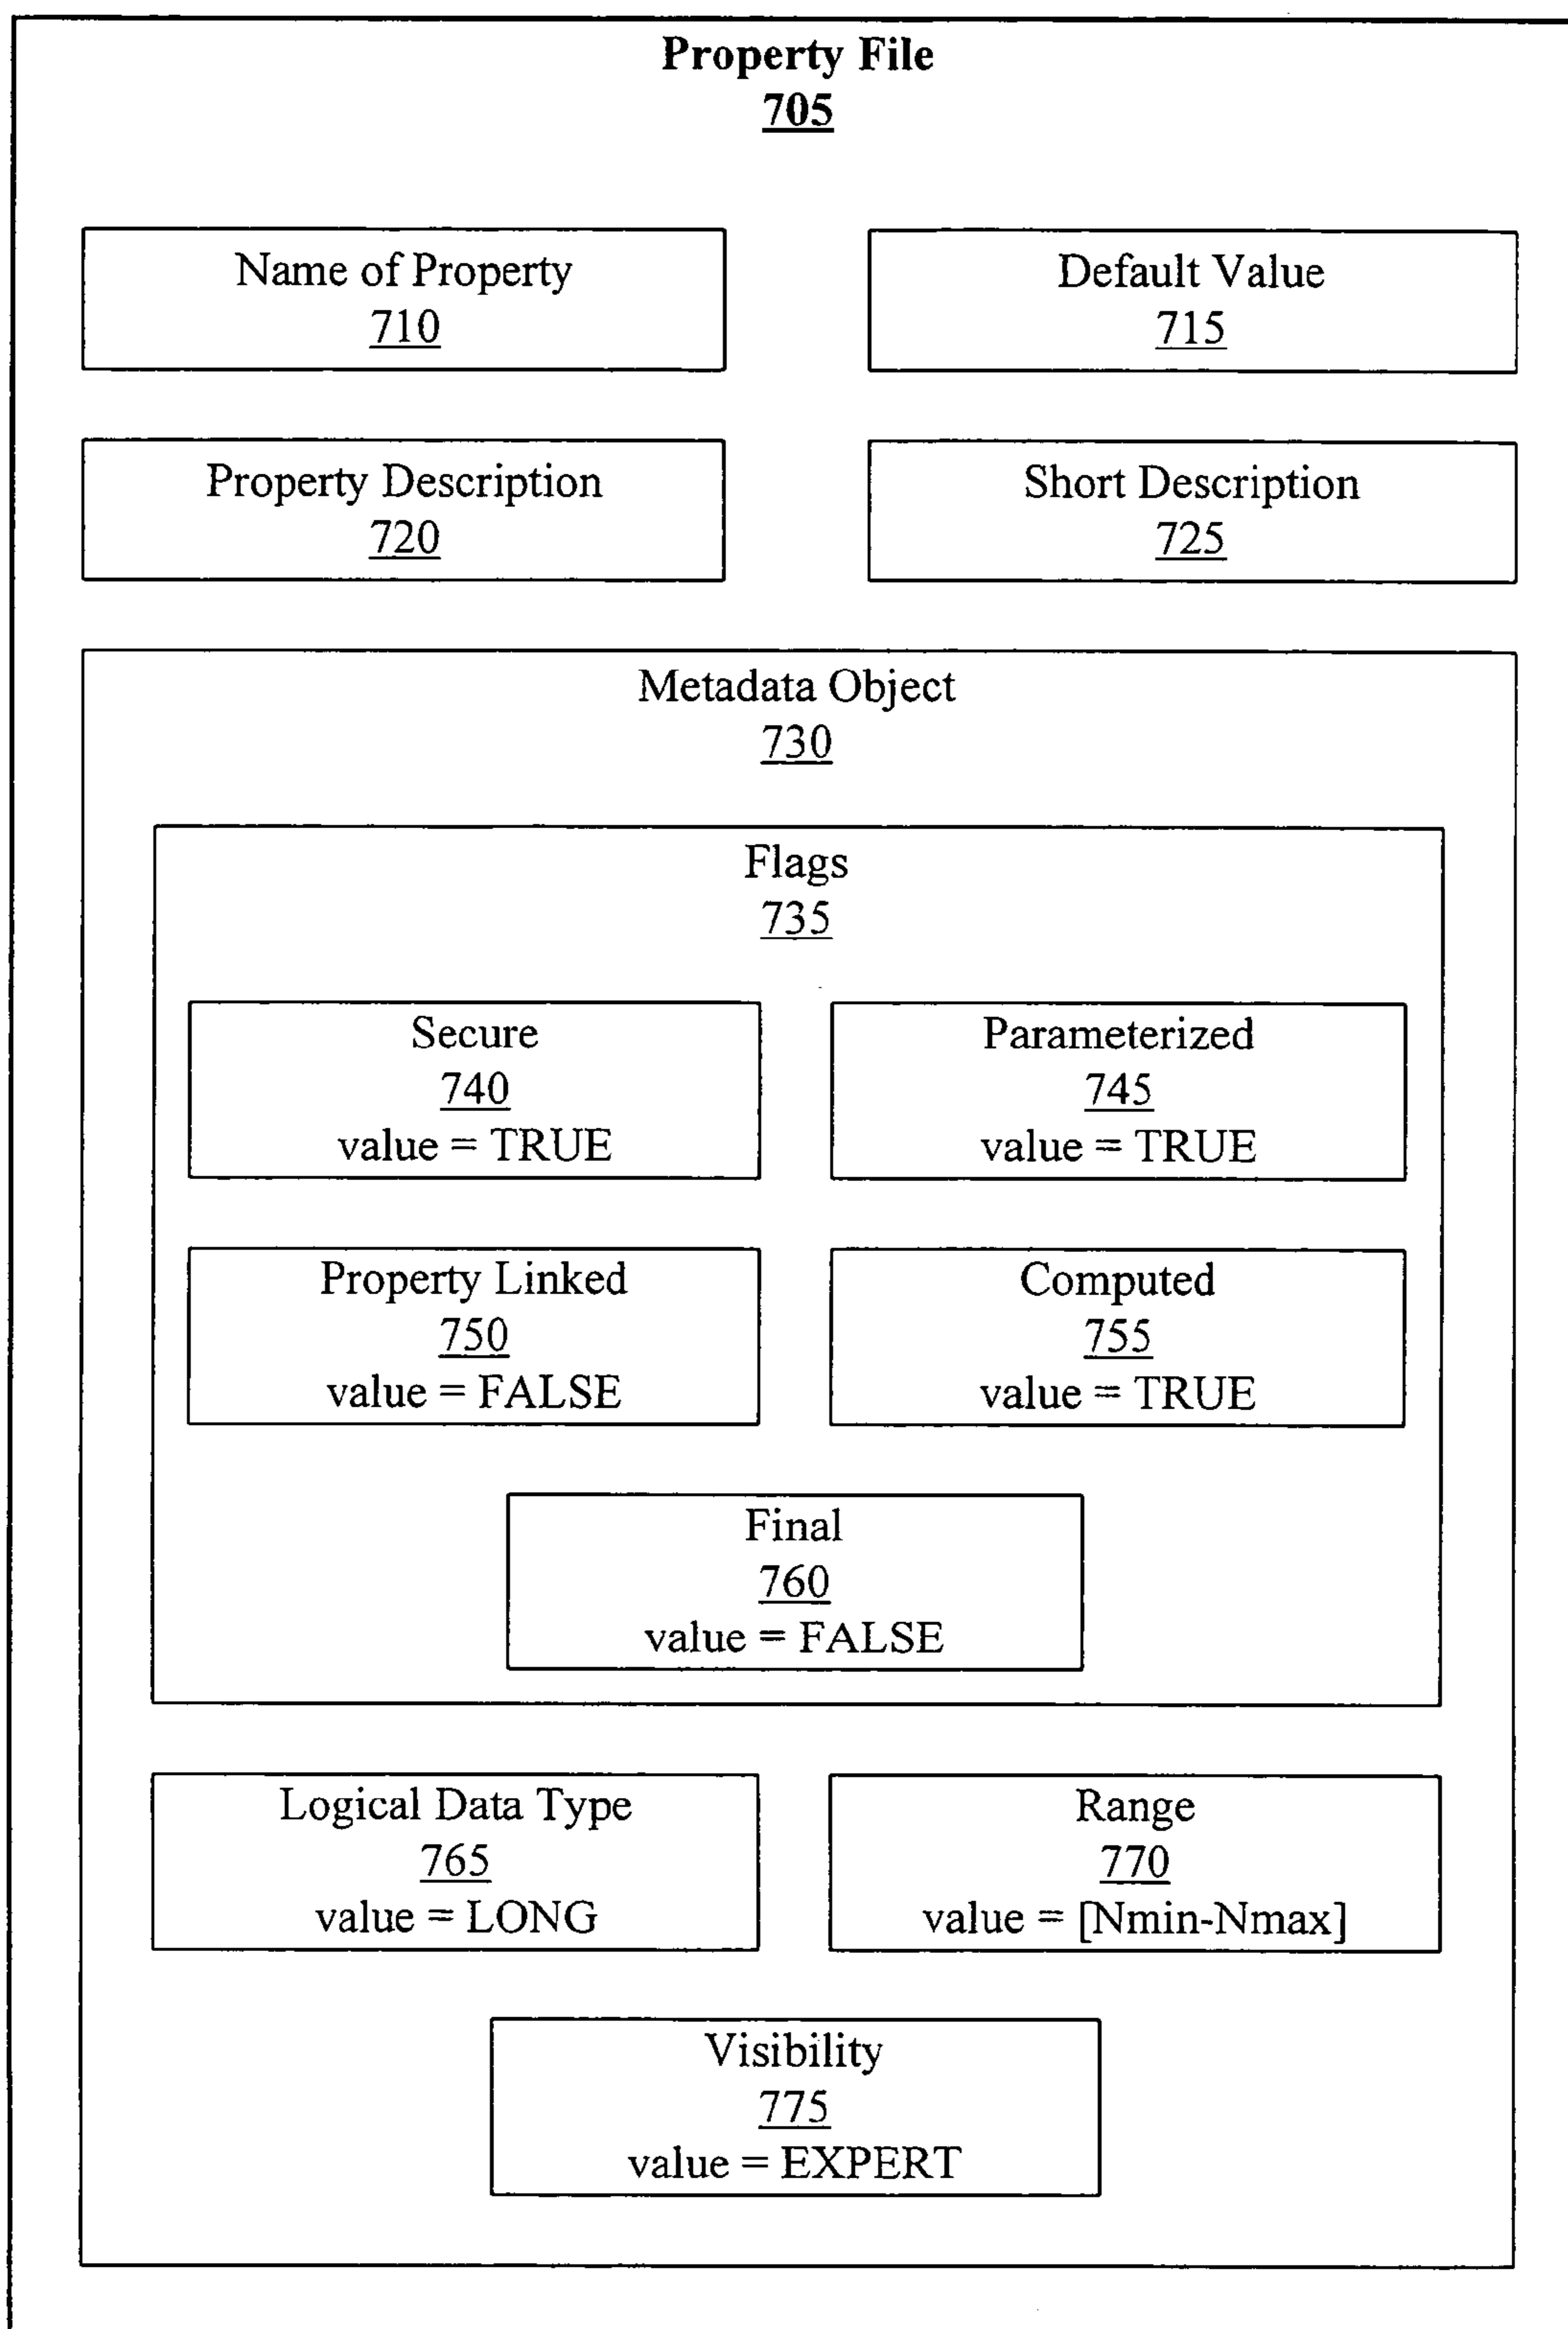 Property File
705
Name of Property
710
Default Value
715
Property Description
720
Short Description
725
Metadata Object
730
Flags
735
Secure
740
value = TRUE
Parameterized
745
value = TRUE
Property Linked
750
value = FALSE
Computed
755
value = TRUE
Final
760
value = FALSE
Logical Data Type
765
value = LONG
Range
770
value = [Nmin-Nmax]
Visibility
775
value = EXPERT